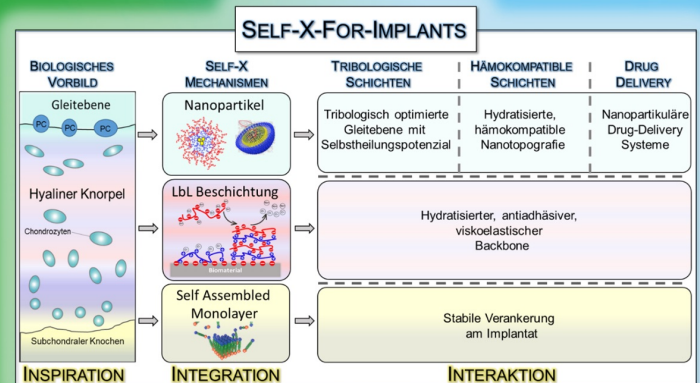 SELF-X-FOR-IMPLANTS
BIOLOGISCHES
VORBILD
SELF-X
MECHANISMEN
TRIBOLOGISCHE
SCHICHTEN
HÄMOKOMPATIBLE
SCHICHTEN
DRUG
DELIVERY
Gleitebene
PC PC PC
Hyaliner Knorpel
Chondrozyten
Subchondraler Knochen
Nanopartikel
Tribologisch optimierte
Gleitebene mit
Selbstheilungspotenzial
Hydratisierte,
hämokompatible
Nanotopografie
Nanopartikuläre
Drug-Delivery
Systeme
LbL Beschichtung
Biomaterial
Hydratisierter, antiadhäsiver,
viskoelastischer
Backbone
Self Assembled
Monolayer
Stabile Verankerung
am Implantat
INSPIRATION
INTEGRATION
INTERAKTION